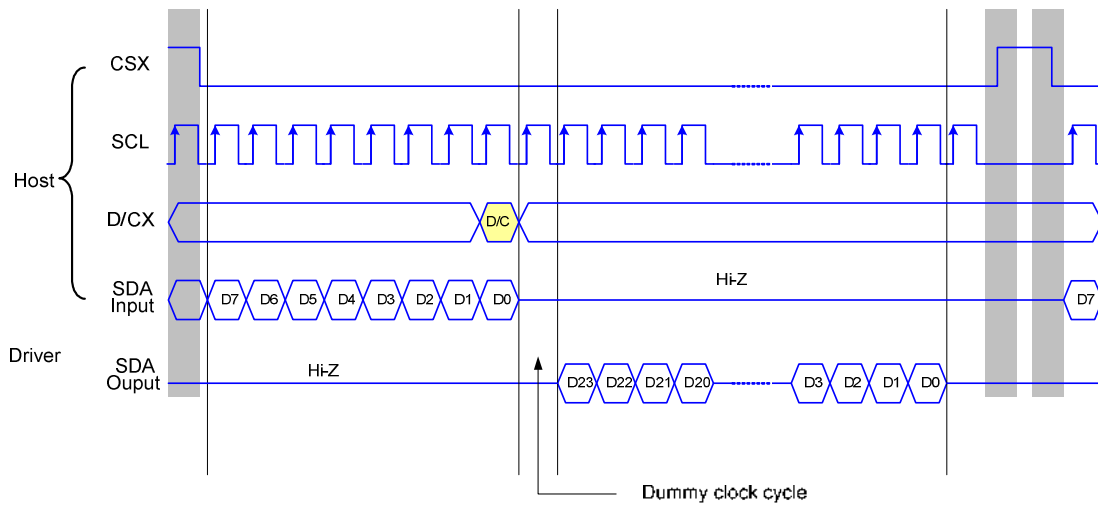 CSX
SCL
Host
D/CX
D/C
SDA
Input
D7 D6 D5 D4 D3 D2 D1 D0
Hi-Z
D7
Driver
SDA
Ouput
Hi-Z
D23 D22 D21 D20
D3 D2 D1 D0
Dummy clock cycle